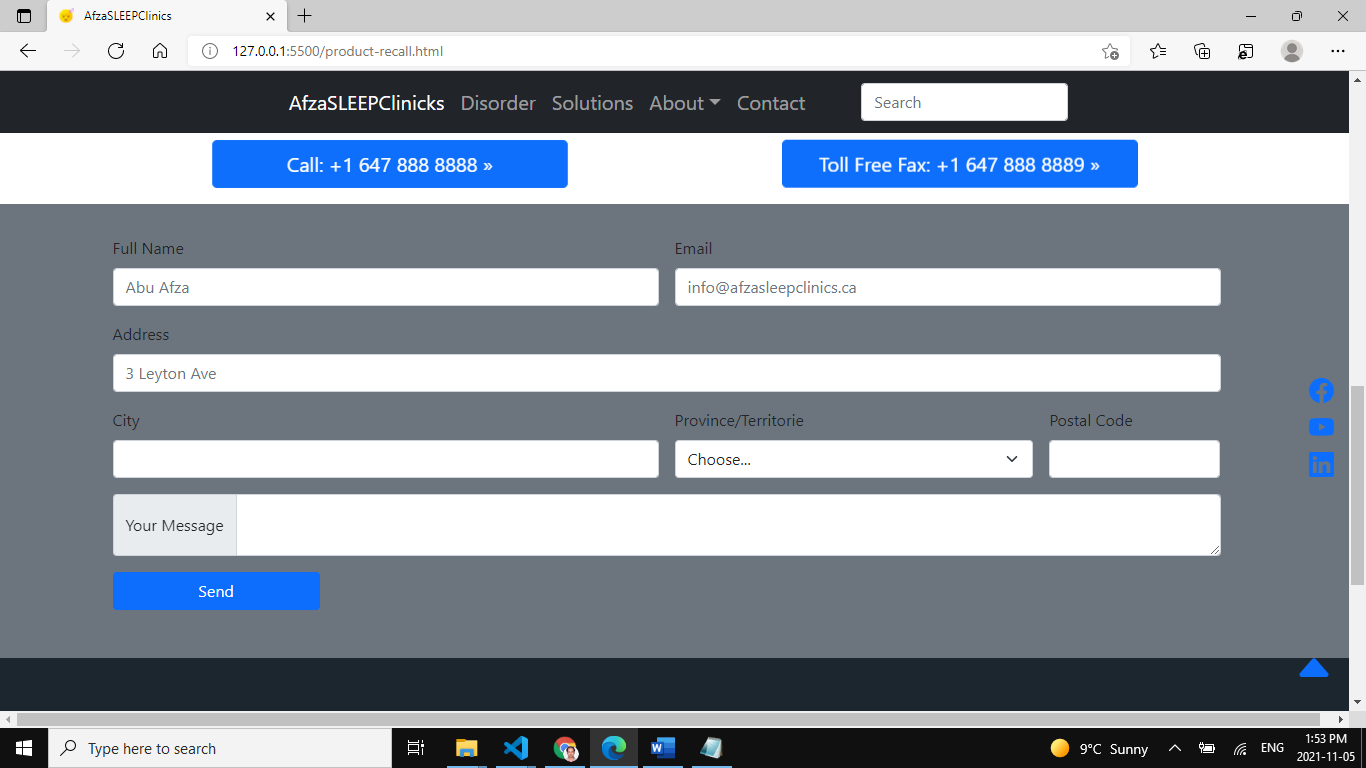 AfzaSLEEPClinics
127.0.0.1:5500/product-recall.html
AfzaSLEEPClinicks Disorder Solutions About Contact Search
Call: +1 647 888 8888 » Toll Free Fax: +1 647 888 8889 »
Full Name Email
Abu Afza info@afzasleepclinics.ca
Address
3 Leyton Ave
City Province/Territorie Postal Code
Choose...
Your Message
Send
Type here to search 9°C Sunny ENG 1:53 PM
2021-11-05